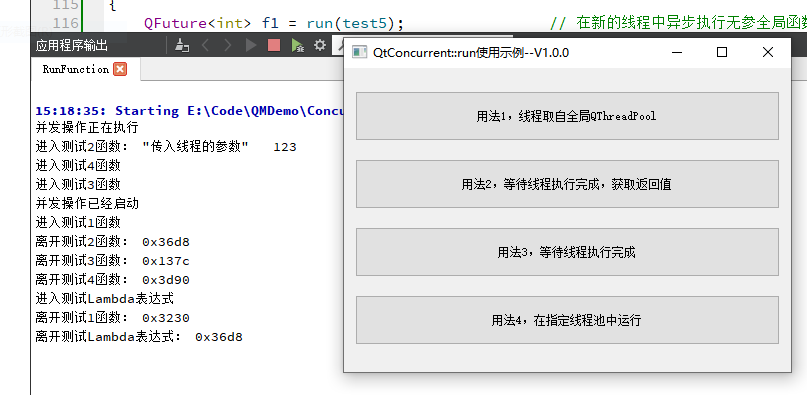 115 {
116 QFuture<int> f1 = run(test5); // 在新的线程中异步执行无参全局函数
应用程序输出
RunFunction
15:18:35: Starting E:\Code\QMDemo\Concu
并发操作正在执行
进入测试2函数: "传入线程的参数" 123
进入测试4函数
进入测试3函数
并发操作已经启动
进入测试1函数
离开测试2函数: 0x36d8
离开测试3函数: 0x137c
离开测试4函数: 0x3d90
进入测试Lambda表达式
离开测试1函数: 0x3230
离开测试Lambda表达式: 0x36d8
QtConcurrent::run使用示例--V1.0.0
用法1，线程取自全局QThreadPool
用法2，等待线程执行完成，获取返回值
用法3，等待线程执行完成
用法4，在指定线程池中运行